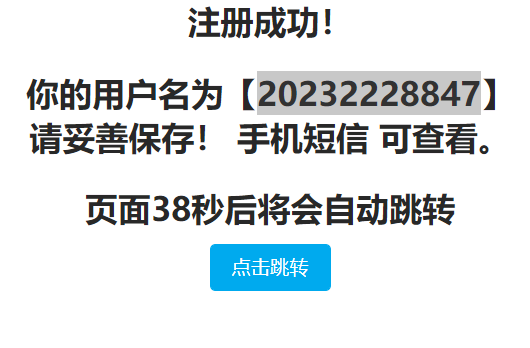 注册成功！
你的用户名为【20232228847】
请妥善保存！ 手机短信 可查看。
页面38秒后将会自动跳转
点击跳转